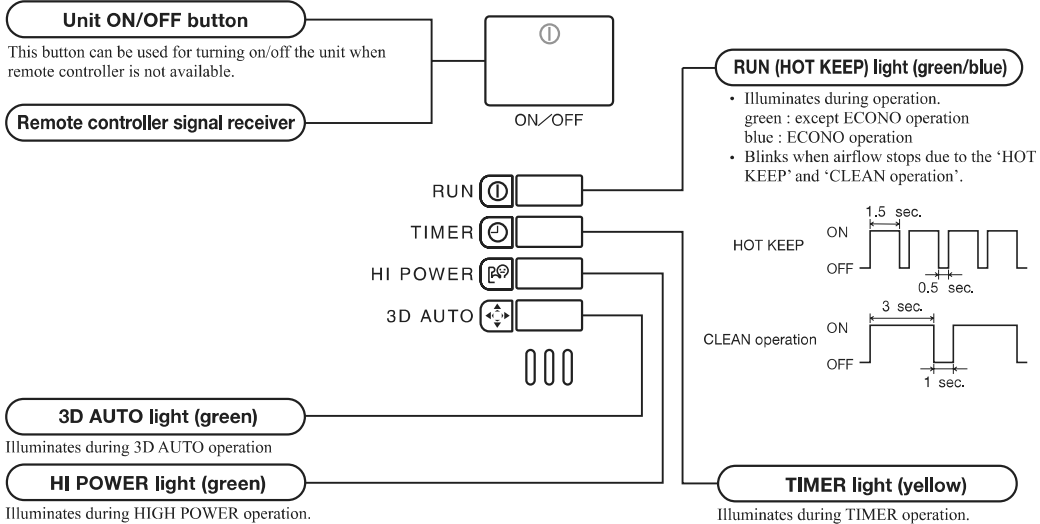 Unit ON/OFF button
This button can be used for turning on/off the unit when
remote controller is not available.
Remote controller signal receiver
ON/OFF
RUN (HOT KEEP) light (green/blue)
• Illuminates during operation.
green : except ECONO operation
blue : ECONO operation
• Blinks when airflow stops due to the ‘HOT
KEEP’ and ‘CLEAN operation’.
RUN
TIMER
HI POWER
3D AUTO
1.5 sec.
HOT KEEP
ON
OFF
0.5 sec.
3 sec.
CLEAN operation
ON
OFF
1 sec.
3D AUTO light (green)
Illuminates during 3D AUTO operation
HI POWER light (green)
Illuminates during HIGH POWER operation.
TIMER light (yellow)
Illuminates during TIMER operation.